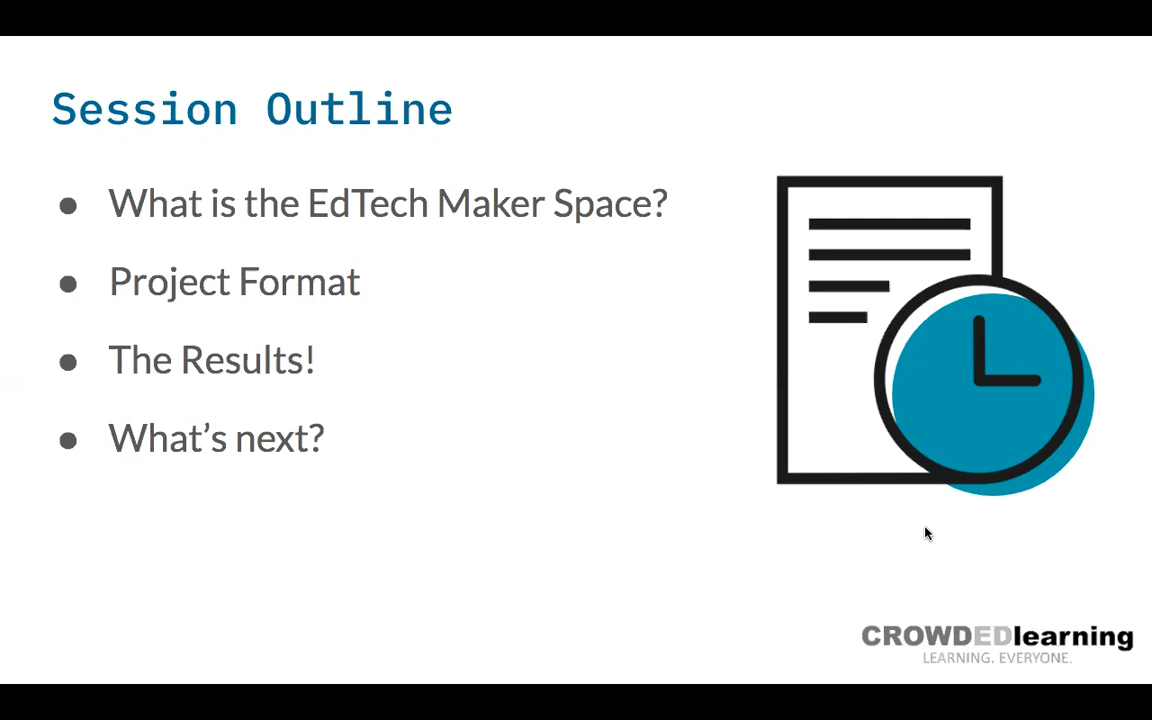 Session Outline
● What is the EdTech Maker Space?
● Project Format
● The Results!
● What’s next?
CROWDEDlearning
LEARNING. EVERYONE.